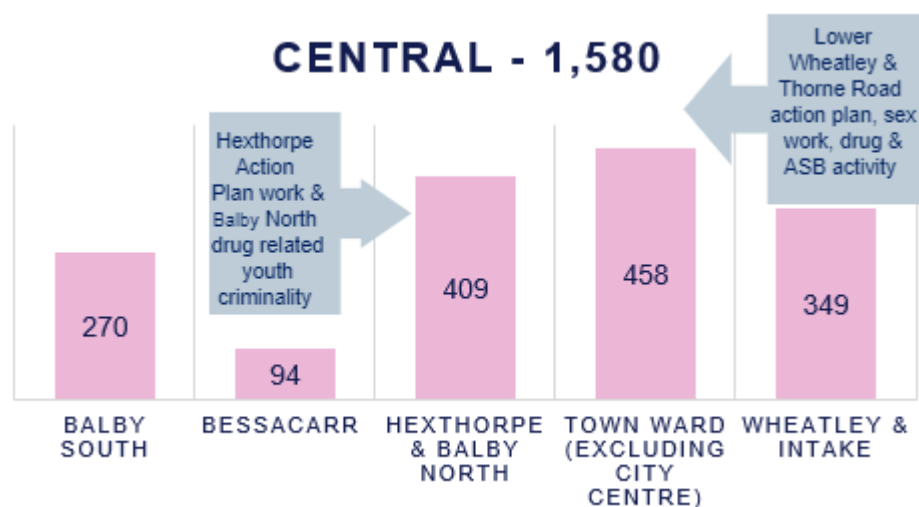 CENTRAL - 1,580
Lower
Wheatley &
Thorne Road
action plan, sex
work, drug &
ASB activity
Hexthorpe
Action
Plan work &
Balby North
drug related
youth
criminality
270
94
409
458
349
BALBY
SOUTH
BESSACARR
HEXTHORPE
& BALBY
NORTH
TOWN WARD
(EXCLUDING
CITY
CENTRE)
WHEATLEY &
INTAKE